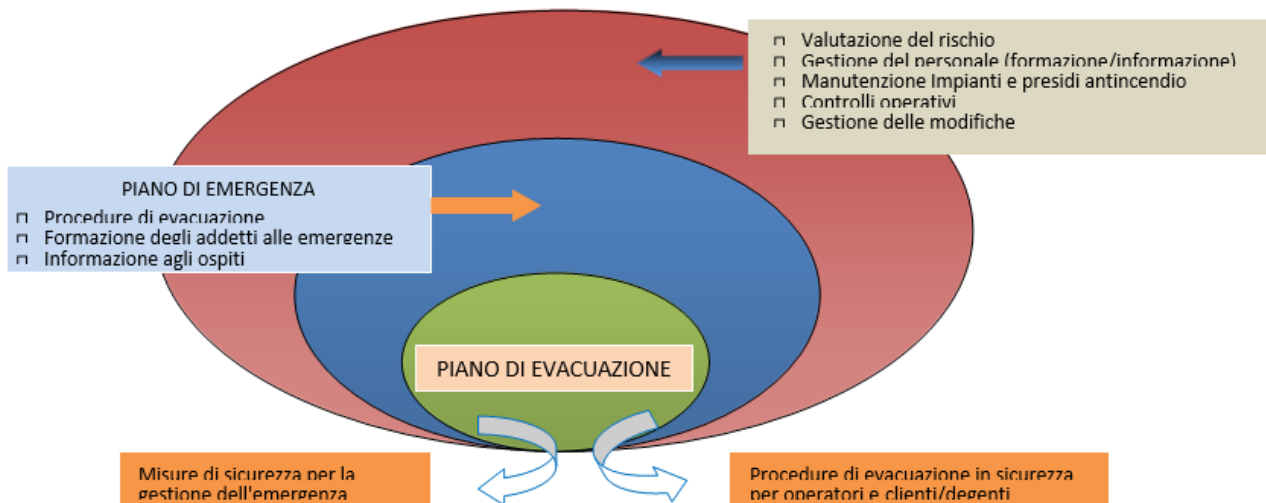 Valutazione del rischio
Gestione del personale (formazione/informazione)
Manutenzione Impianti e presidi antincendio
Controlli operativi
Gestione delle modifiche
PIANO DI EMERGENZA
Procedure di evacuazione
Formazione degli addetti alle emergenze
Informazione agli ospiti
PIANO DI EVACUAZIONE
Misure di sicurezza per la
gestione dell'emergenza
Procedure di evacuazione in sicurezza
per operatori e clienti/degenti